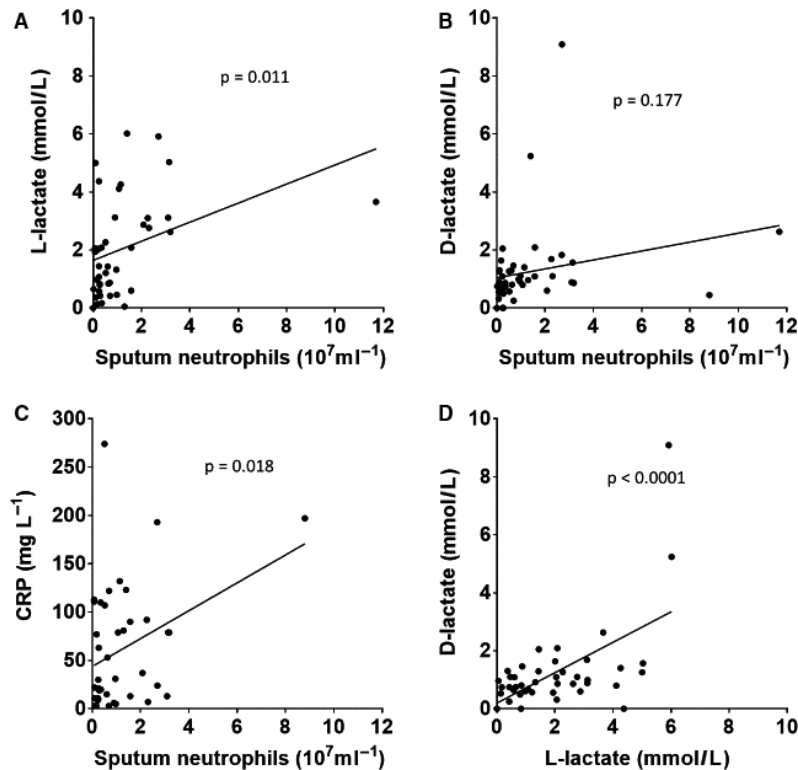 A
L-lactate (mmol/L)
10
8
6
4
2
0
p = 0.011
0 2 4 6 8 10 12
Sputum neutrophils (10⁷ml⁻¹)
B
D-lactate (mmol/L)
10
8
6
4
2
0
p = 0.177
0 2 4 6 8 10 12
Sputum neutrophils (10⁷ml⁻¹)
C
CRP (mg L⁻¹)
300
250
200
150
100
50
0
p = 0.018
0 2 4 6 8 10 12
Sputum neutrophils (10⁷ml⁻¹)
D
D-lactate (mmol/L)
10
8
6
4
2
0
p < 0.0001
0 2 4 6 8 10
L-lactate (mmol/L)